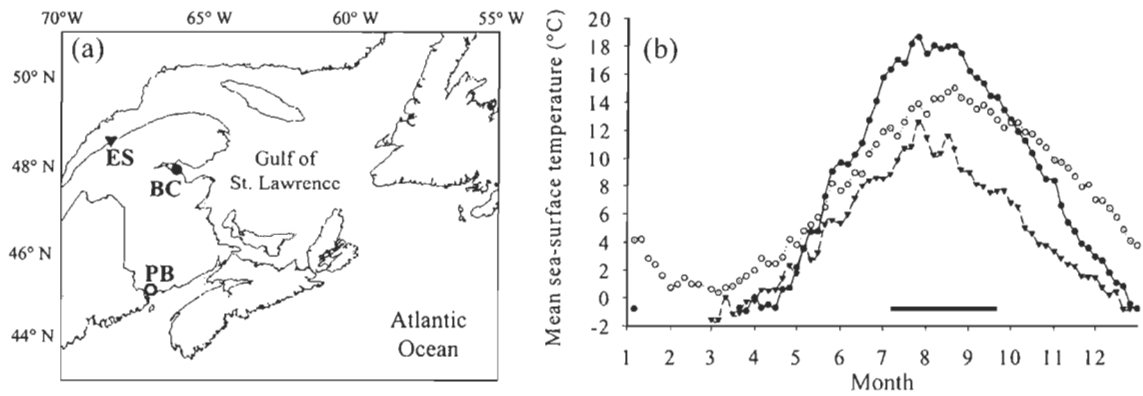 70°W 65°W 60°W 55°W
(a)
50° N
48° N
46° N
44° N
ES
BC
PB
Gulf of
St. Lawrence
Atlantic
Ocean
(b)
Mean sea-surface temperature (°C)
20
18
16
14
12
10
8
6
4
2
0
-2
1 2 3 4 5 6 7 8 9 10 11 12
Month